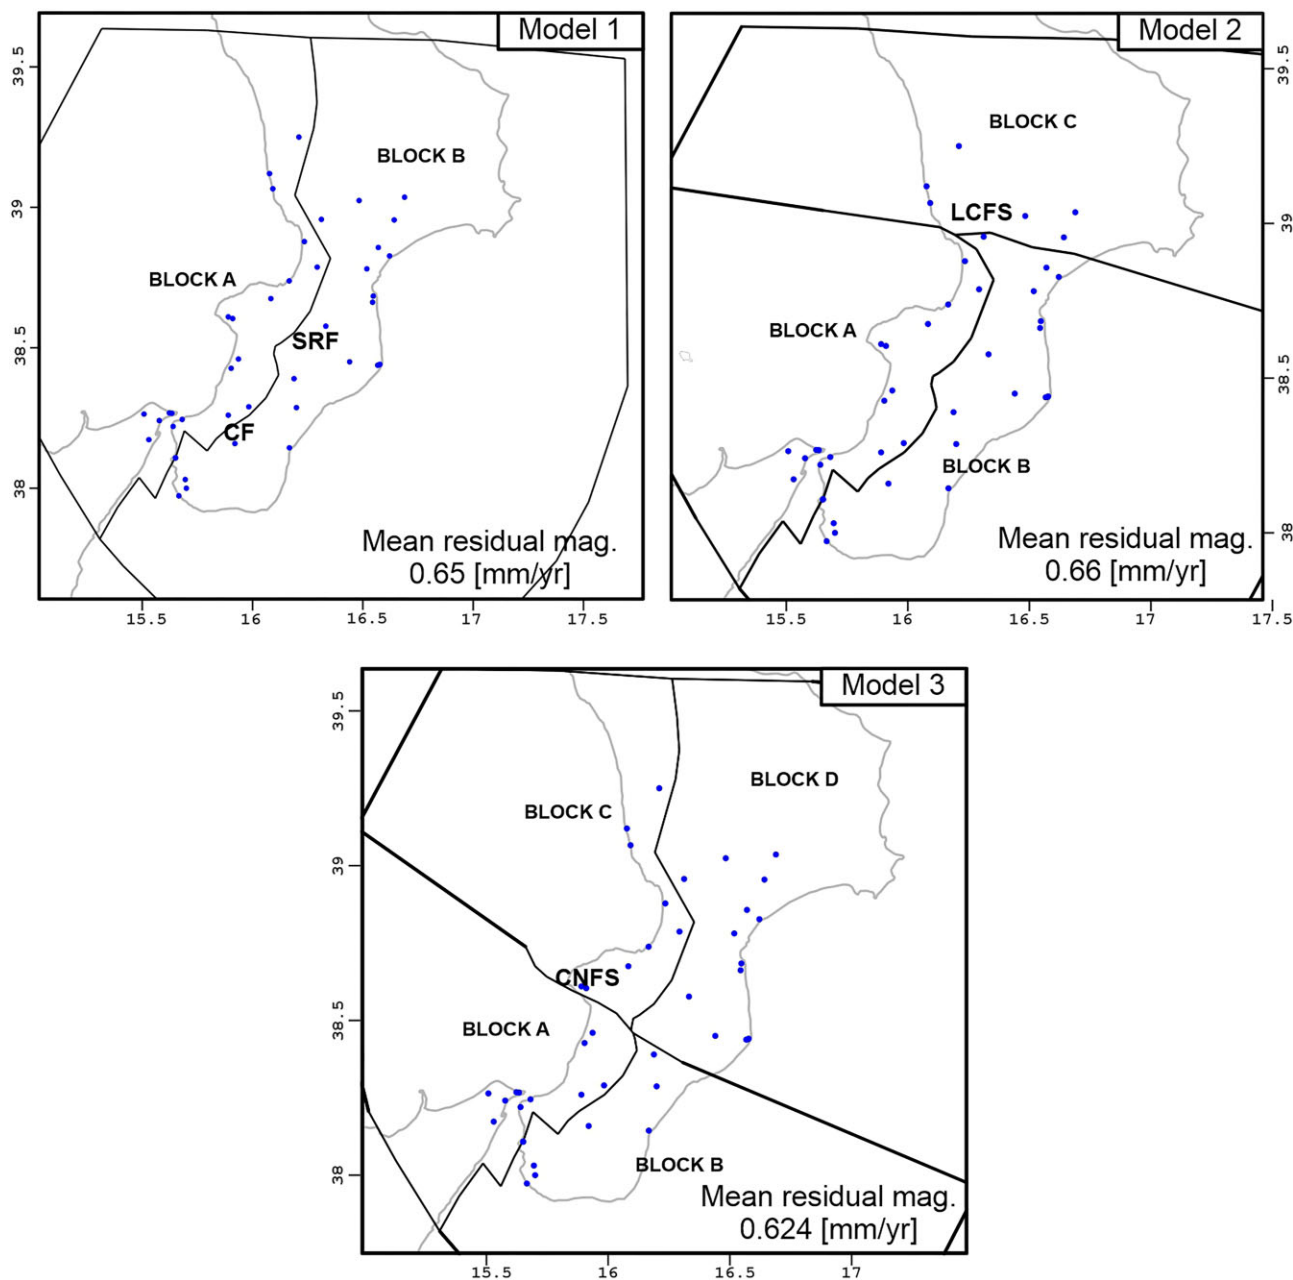 Model 1
39.5
39
38.5
38
BLOCK B
BLOCK A
SRF
CF
Mean residual mag.
0.65 [mm/yr]
15.5 16 16.5 17 17.5
Model 2
39.5
39
38.5
38
BLOCK C
LCFS
BLOCK A
BLOCK B
Mean residual mag.
0.66 [mm/yr]
15.5 16 16.5 17 17.5
Model 3
39.5
39
38.5
38
BLOCK D
BLOCK C
CNFS
BLOCK A
BLOCK B
Mean residual mag.
0.624 [mm/yr]
15.5 16 16.5 17